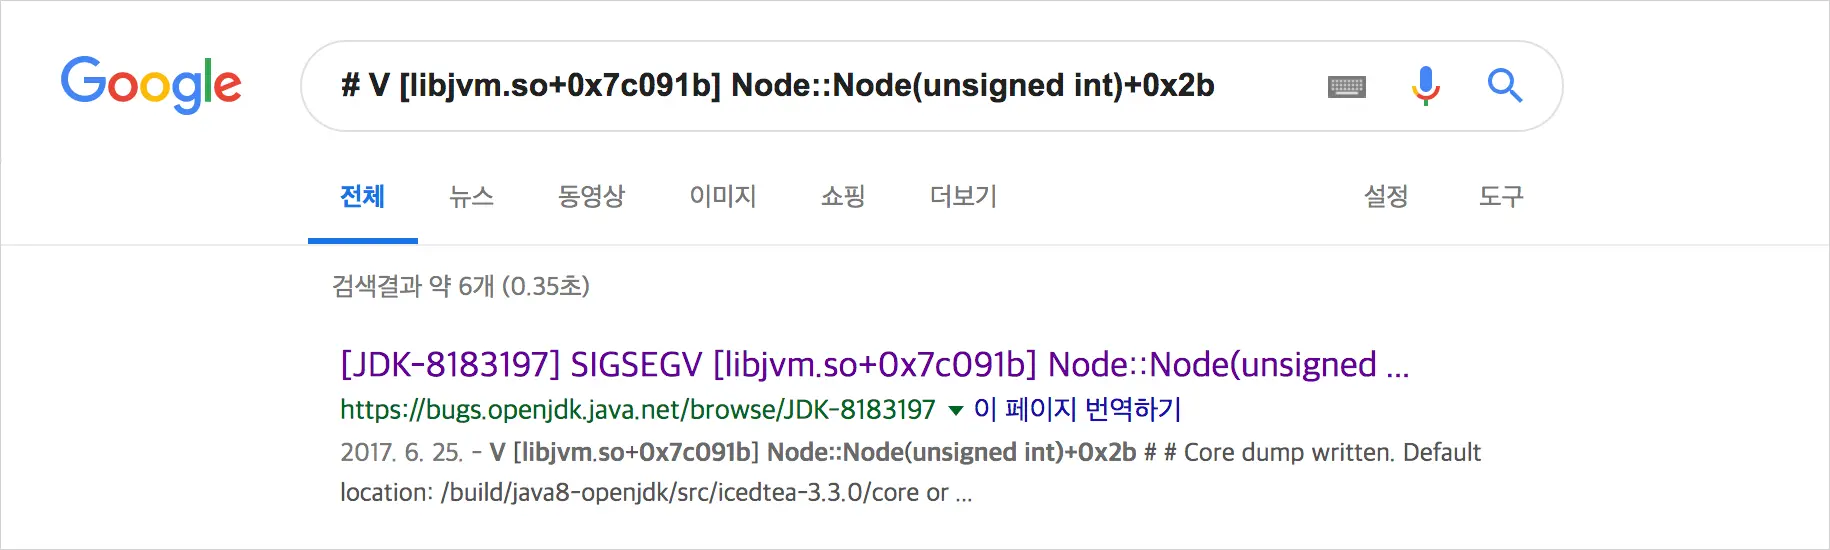 Google
# V [libjvm.so+0x7c091b] Node::Node(unsigned int)+0x2b
전체 뉴스 동영상 이미지 쇼핑 더보기 설정 도구
검색결과 약 6개 (0.35초)
[JDK-8183197] SIGSEGV [libjvm.so+0x7c091b] Node::Node(unsigned ...
https://bugs.openjdk.java.net/browse/JDK-8183197 ▼ 이 페이지 번역하기
2017. 6. 25. - V [libjvm.so+0x7c091b] Node::Node(unsigned int)+0x2b # # Core dump written. Default
location: /build/java8-openjdk/src/icedtea-3.3.0/core or ...